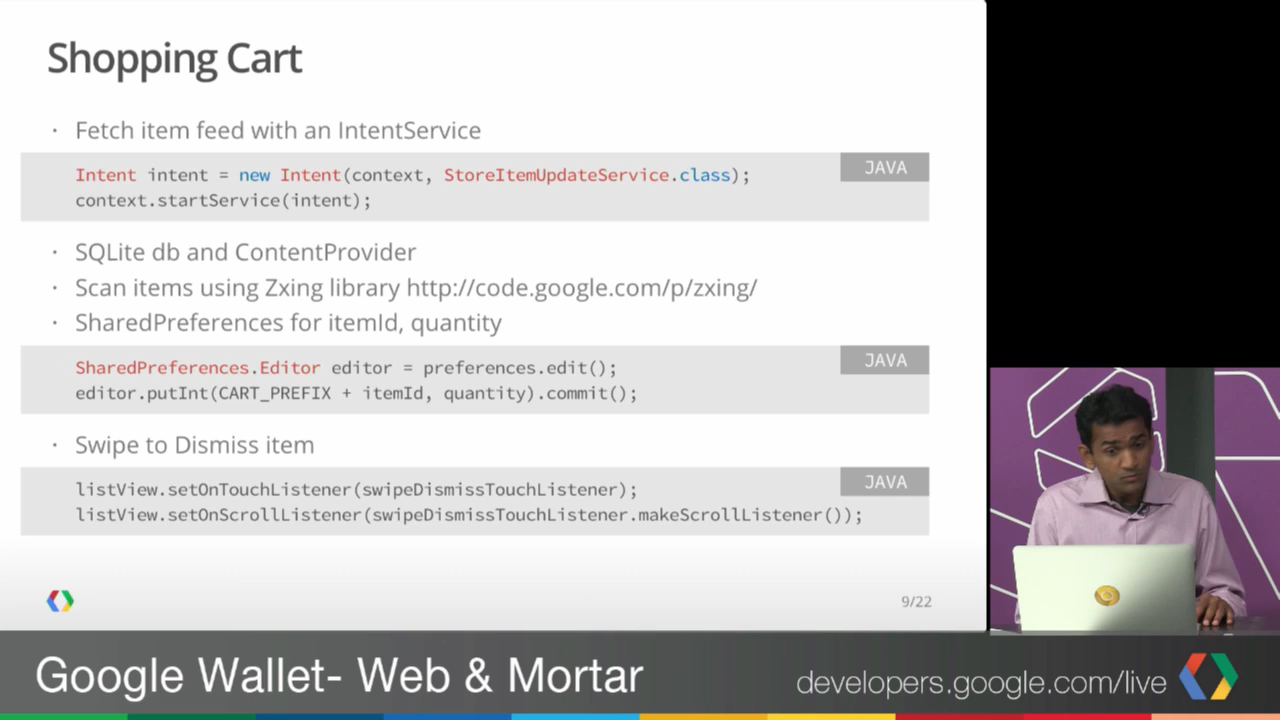 Shopping Cart
· Fetch item feed with an IntentService
JAVA
Intent intent = new Intent(context, StoreItemUpdateService.class);
context.startService(intent);
· SQLite db and ContentProvider
· Scan items using Zxing library http://code.google.com/p/zxing/
· SharedPreferences for itemId, quantity
JAVA
SharedPreferences.Editor editor = preferences.edit();
editor.putInt(CART_PREFIX + itemId, quantity).commit();
· Swipe to Dismiss item
JAVA
listView.setOnTouchListener(swipeDismissTouchListener);
listView.setOnScrollListener(swipeDismissTouchListener.makeScrollListener());
9/22
Google Wallet- Web & Mortar
developers.google.com/live